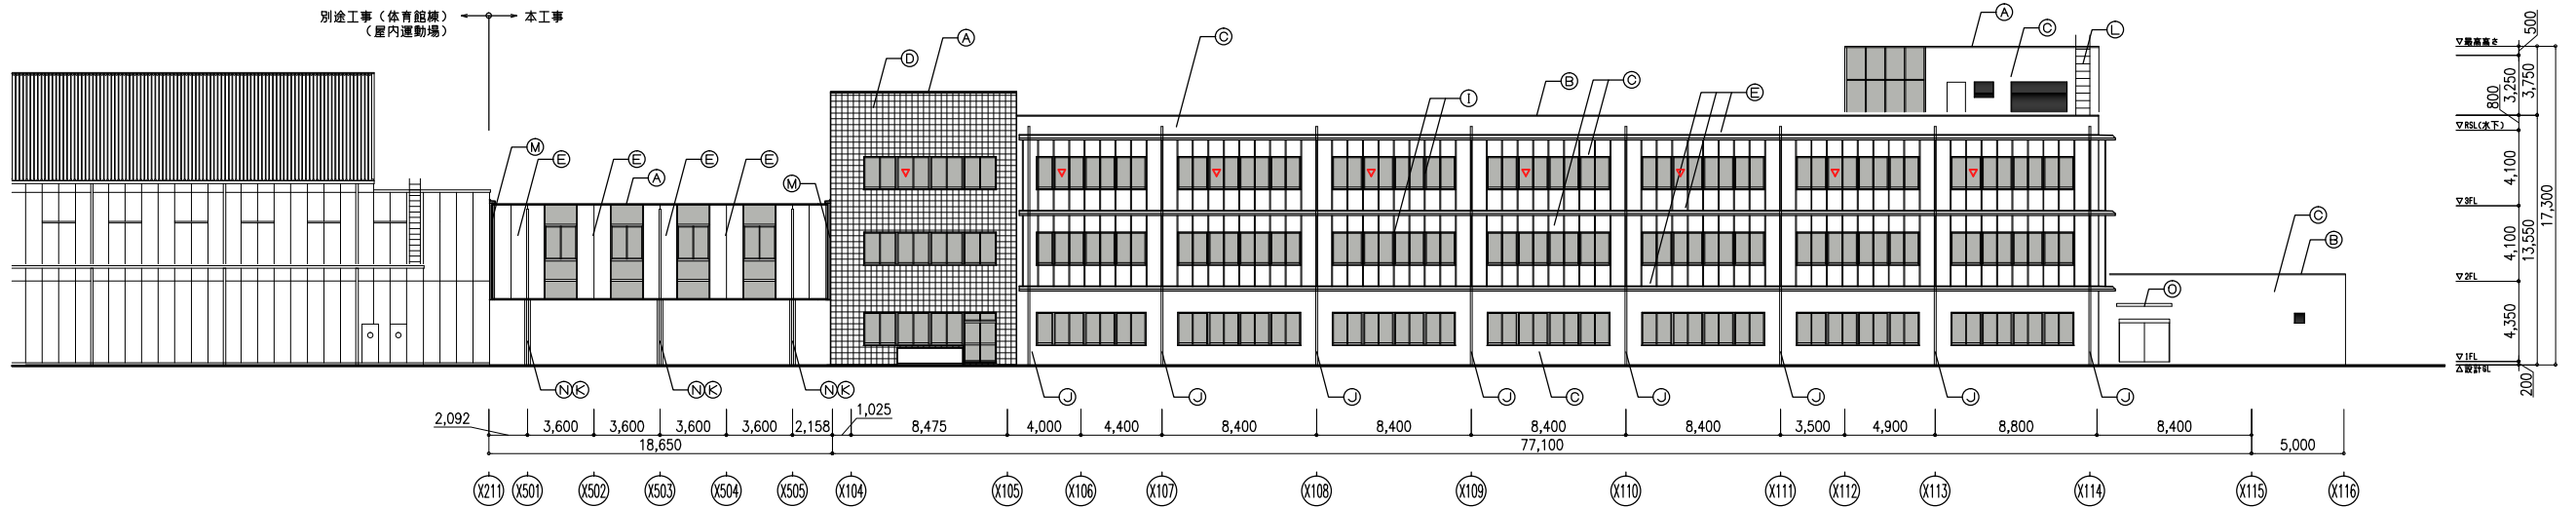 別途工事（体育館棟） 本工事
（屋内運動場）
A
C
L
C
A
D
B
C
I
E
M
E
E
E
E
A
M
C
B
O
N K
N K
N K
J
J
J
J
C
J
J
J
J
▽最高高さ
500
3,250
3,750
800
▽RSL(水下)
4,100
17,300
▽3FL
4,100
13,550
▽2FL
4,350
▽1FL
△設計GL
200
2,092 3,600 3,600 3,600 3,600 2,158 1,025 8,475 4,000 4,400 8,400 8,400 8,400 8,400 3,500 4,900 8,800 8,400
18,650 77,100 5,000
X211 X501 X502 X503 X504 X505 X104 X105 X106 X107 X108 X109 X110 X111 X112 X113 X114 X115 X116